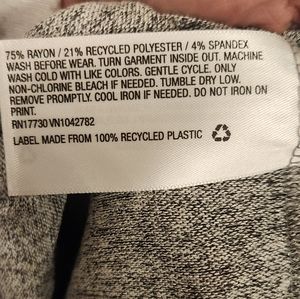 75% RAYON / 21% RECYCLED POLYESTER / 4% SPANDEX
WASH BEFORE WEAR. TURN GARMENT INSIDE OUT. MACHINE
WASH COLD WITH LIKE COLORS. GENTLE CYCLE. ONLY
NON-CHLORINE BLEACH IF NEEDED. TUMBLE DRY LOW.
REMOVE PROMPTLY. COOL IRON IF NEEDED. DO NOT IRON ON
PRINT.
RN17730 VN1042782
LABEL MADE FROM 100% RECYCLED PLASTIC